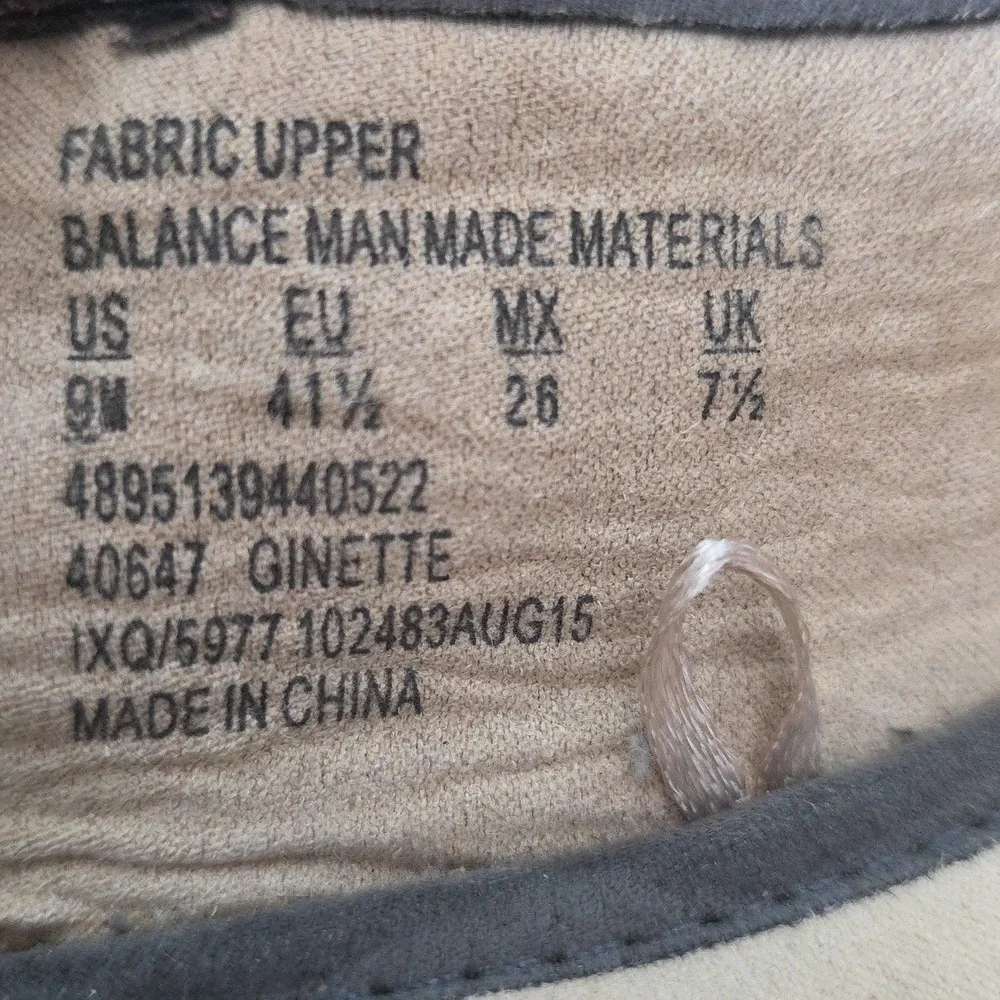 FABRIC UPPER
BALANCE MAN MADE MATERIALS
US EU MX UK
9M 41½ 26 7½
4895139440522
40647 GINETTE
IXQ/5977 102483AUG15
MADE IN CHINA